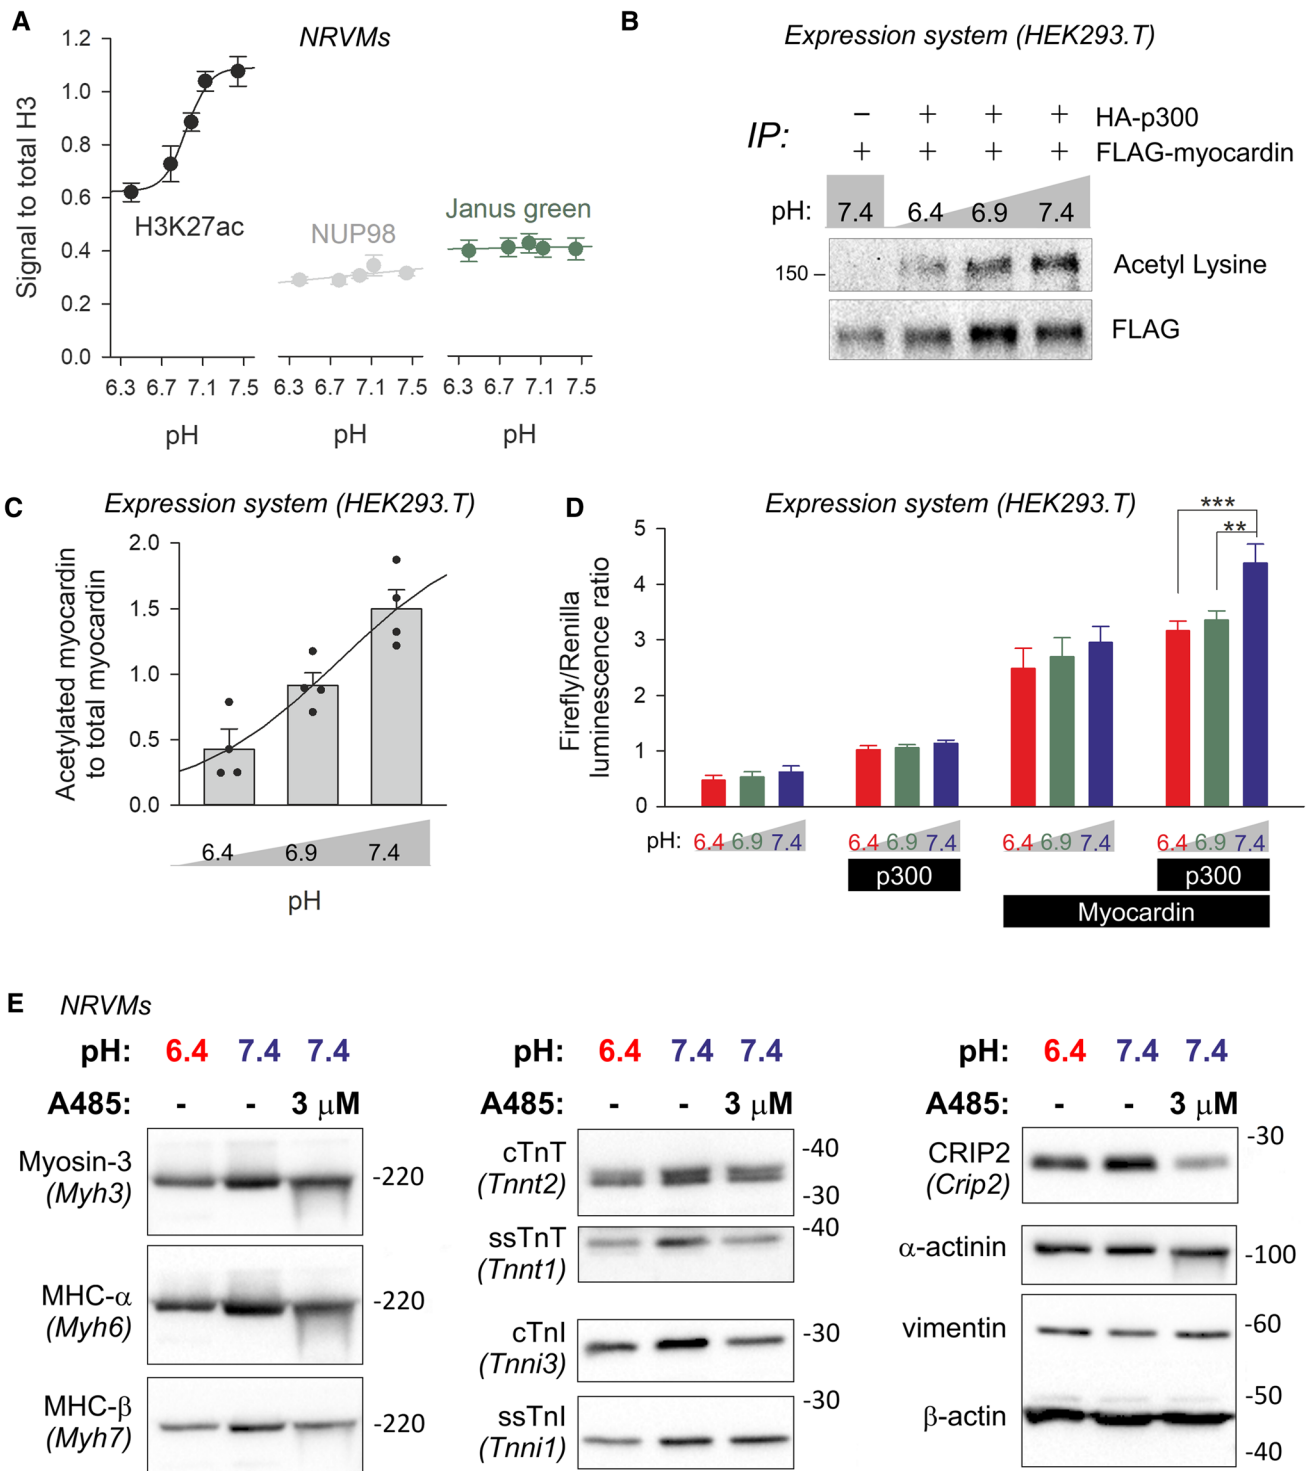 A
NRVMs
Signal to total H3
1.2
1.0
0.8
0.6
0.4
0.2
0.0
H3K27ac
NUP98
Janus green
6.3 6.7 7.1 7.5
6.3 6.7 7.1 7.5
6.3 6.7 7.1 7.5
pH
pH
pH
B
Expression system (HEK293.T)
IP:
– + + + HA-p300
+ + + + FLAG-myocardin
pH: 7.4 6.4 6.9 7.4
150 –
Acetyl Lysine
FLAG
C
Expression system (HEK293.T)
Acetylated myocardin
to total myocardin
2.0
1.5
1.0
0.5
0.0
6.4 6.9 7.4
pH
D
Expression system (HEK293.T)
Firefly/Renilla
luminescence ratio
5
4
3
2
1
0
***
**
pH: 6.4 6.9 7.4 6.4 6.9 7.4 6.4 6.9 7.4 6.4 6.9 7.4
p300
p300
Myocardin
E
NRVMs
pH: 6.4 7.4 7.4
A485: - - 3 μM
Myosin-3
(Myh3)
-220
MHC-α
(Myh6)
-220
MHC-β
(Myh7)
-220
pH: 6.4 7.4 7.4
A485: - - 3 μM
cTnT
(Tnnt2)
-40
-30
ssTnT
(Tnnt1)
-40
cTnI
(Tnni3)
-30
ssTnI
(Tnni1)
-30
pH: 6.4 7.4 7.4
A485: - - 3 μM
CRIP2
(Crip2)
-30
α-actinin
-100
vimentin
-60
β-actin
-50
-40